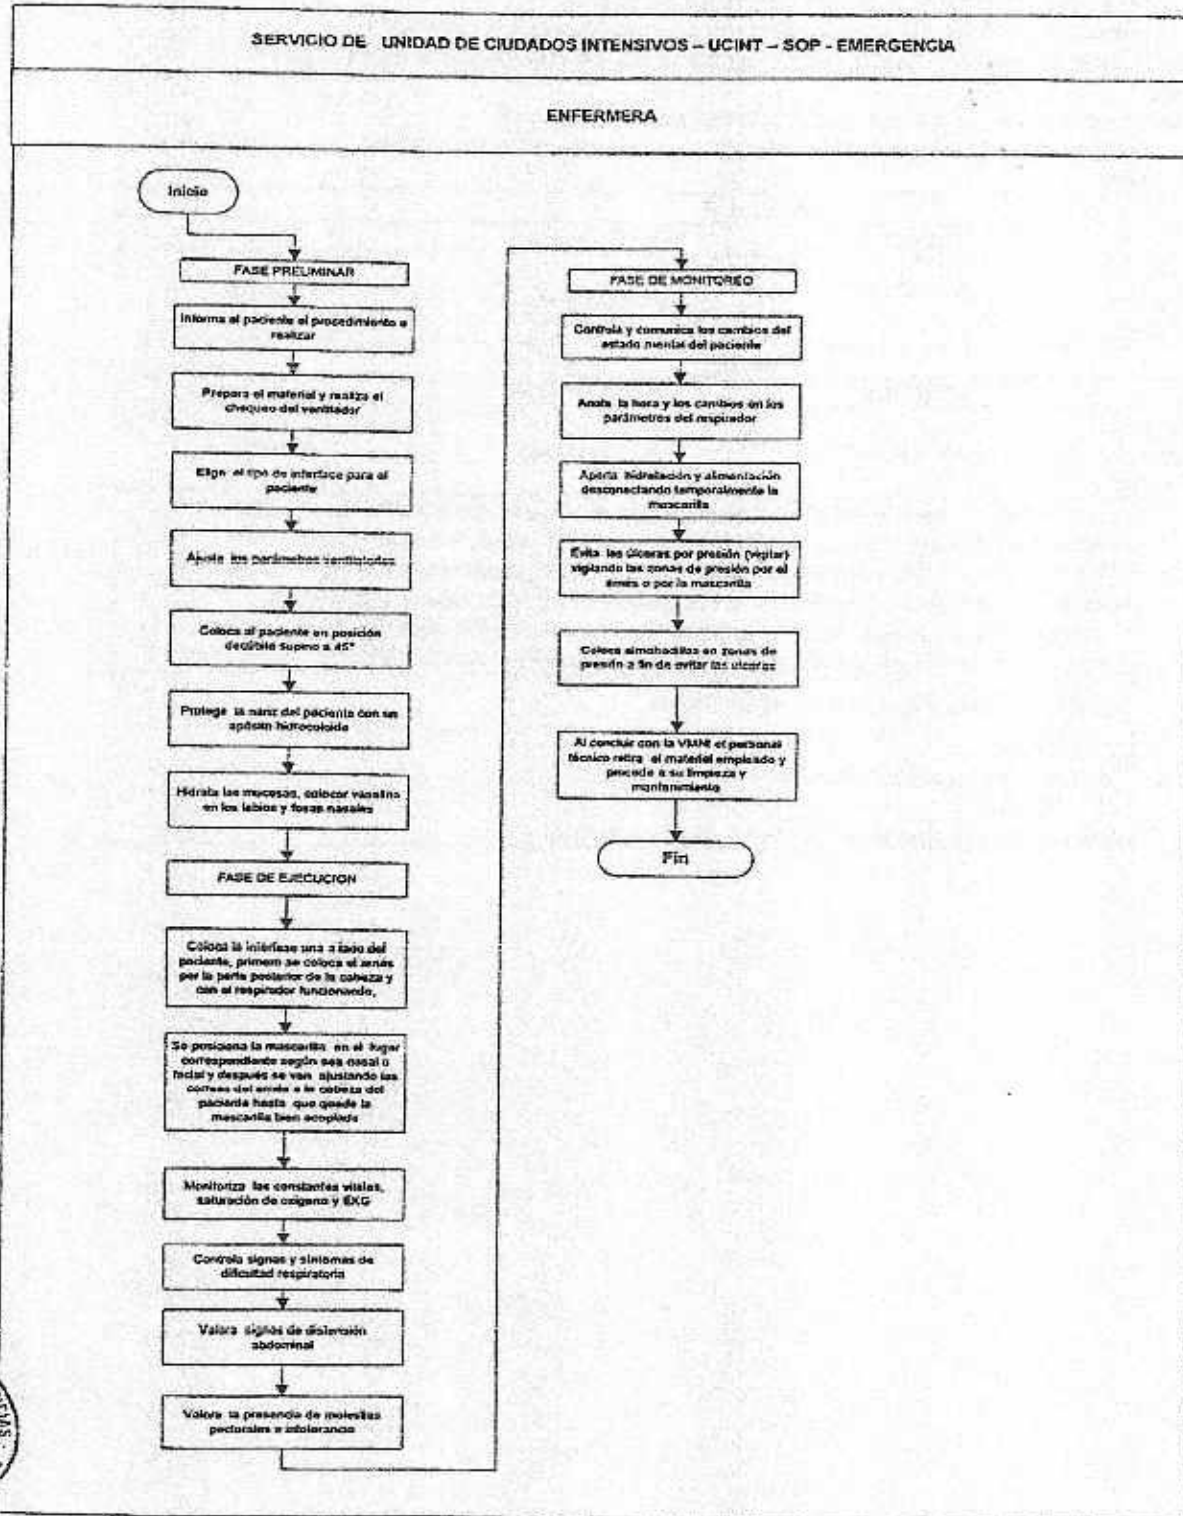 SERVICIO DE UNIDAD DE CIUDADOS INTENSIVOS – UCINT – SOP - EMERGENCIA
ENFERMERA
Inicio
FASE PRELIMINAR
Informa al paciente el procedimiento a
realizar
Prepara el material y realiza el
chequeo del ventilador
Elige el tipo de interface para el
paciente
Ajusta los parámetros ventilatorios
Coloca al paciente en posición
decúbito supino a 45°
Protege la nariz del paciente con un
apósito hidrocoloide
Hidrata las mucosas, colocar vaselina
en los labios y fosas nasales
FASE DE EJECUCION
Coloca la interfase una a lado del
paciente, primero se coloca el arnés
por la parte posterior de la cabeza y
con el respirador funcionando,
Se posiciona la mascarilla en el lugar
correspondiente según sea nasal o
facial y después se van ajustando las
correas del arnés a la cabeza del
paciente hasta que quede la
mascarilla bien acoplada
Monitoriza las constantes vitales,
saturación de oxigeno y EKG
Controla signos y sintomas de
dificultad respiratoria
Valora signos de distensión
abdominal
Valora la presencia de molestias
pectorales e intolerancia
FASE DE MONITOREO
Controla y comunica los cambios del
estado mental del paciente
Anota la hora y los cambios en los
parámetros del respirador
Aporta hidratación y alimentación
desconectando temporalmente la
mascarilla
Evita las úlceras por presión (vigilar)
vigilando las zonas de presión por el
arnés o por la mascarilla
Coloca almohadillas en zonas de
presión a fin de evitar las ulceras
Al concluir con la VMNI el personal
técnico retira el material empleado y
procede a su limpieza y
mantenimiento
Fin